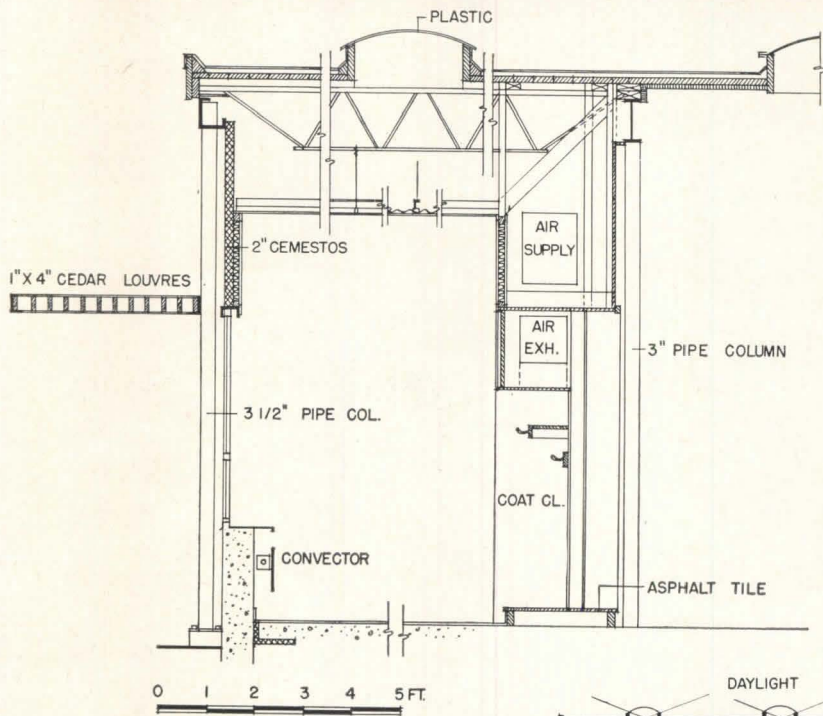 PLASTIC
AIR
SUPPLY
2" CEMESTOS
1" X 4" CEDAR LOUVRES
AIR
EXH.
3" PIPE COLUMN
3 1/2" PIPE COL.
COAT CL.
CONVECTOR
ASPHALT TILE
DAYLIGHT
0 1 2 3 4 5 FT.